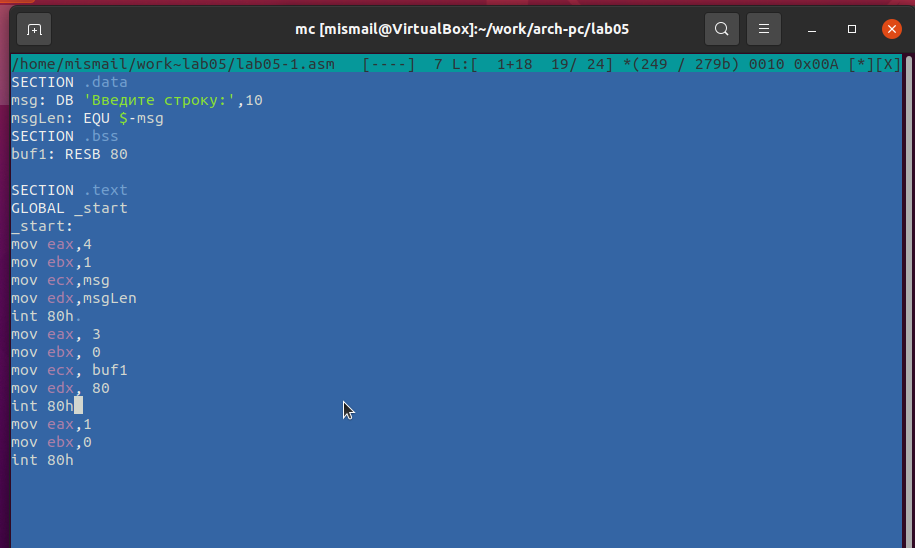 mc [mismail@VirtualBox]:~/work/arch-pc/lab05
/home/mismail/work~lab05/lab05-1.asm   [----]  7 L:[  1+18  19/ 24] *(249 / 279b) 0010 0x00A [*][X]
SECTION .data
msg: DB 'Введите строку:',10
msgLen: EQU $-msg
SECTION .bss
buf1: RESB 80

SECTION .text
GLOBAL _start
_start:
mov eax,4
mov ebx,1
mov ecx,msg
mov edx,msgLen
int 80h.
mov eax, 3
mov ebx, 0
mov ecx, buf1
mov edx, 80
int 80h
mov eax,1
mov ebx,0
int 80h